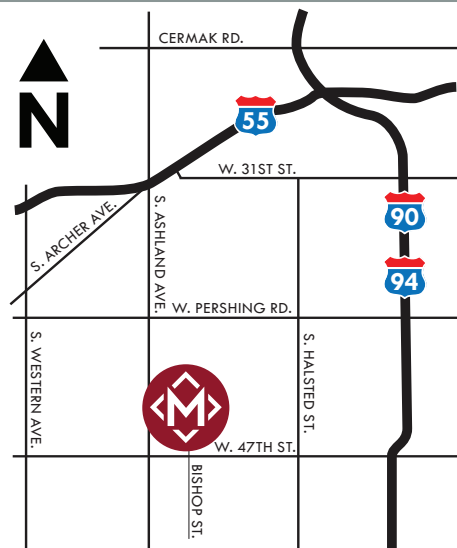 CERMAK RD.
N
55
W. 31ST ST.
S. ARCHER AVE.
S. ASHLAND AVE.
90
94
W. PERSHING RD.
S. WESTERN AVE.
S. HALSTED ST.
M
W. 47TH ST.
BISHOP ST.